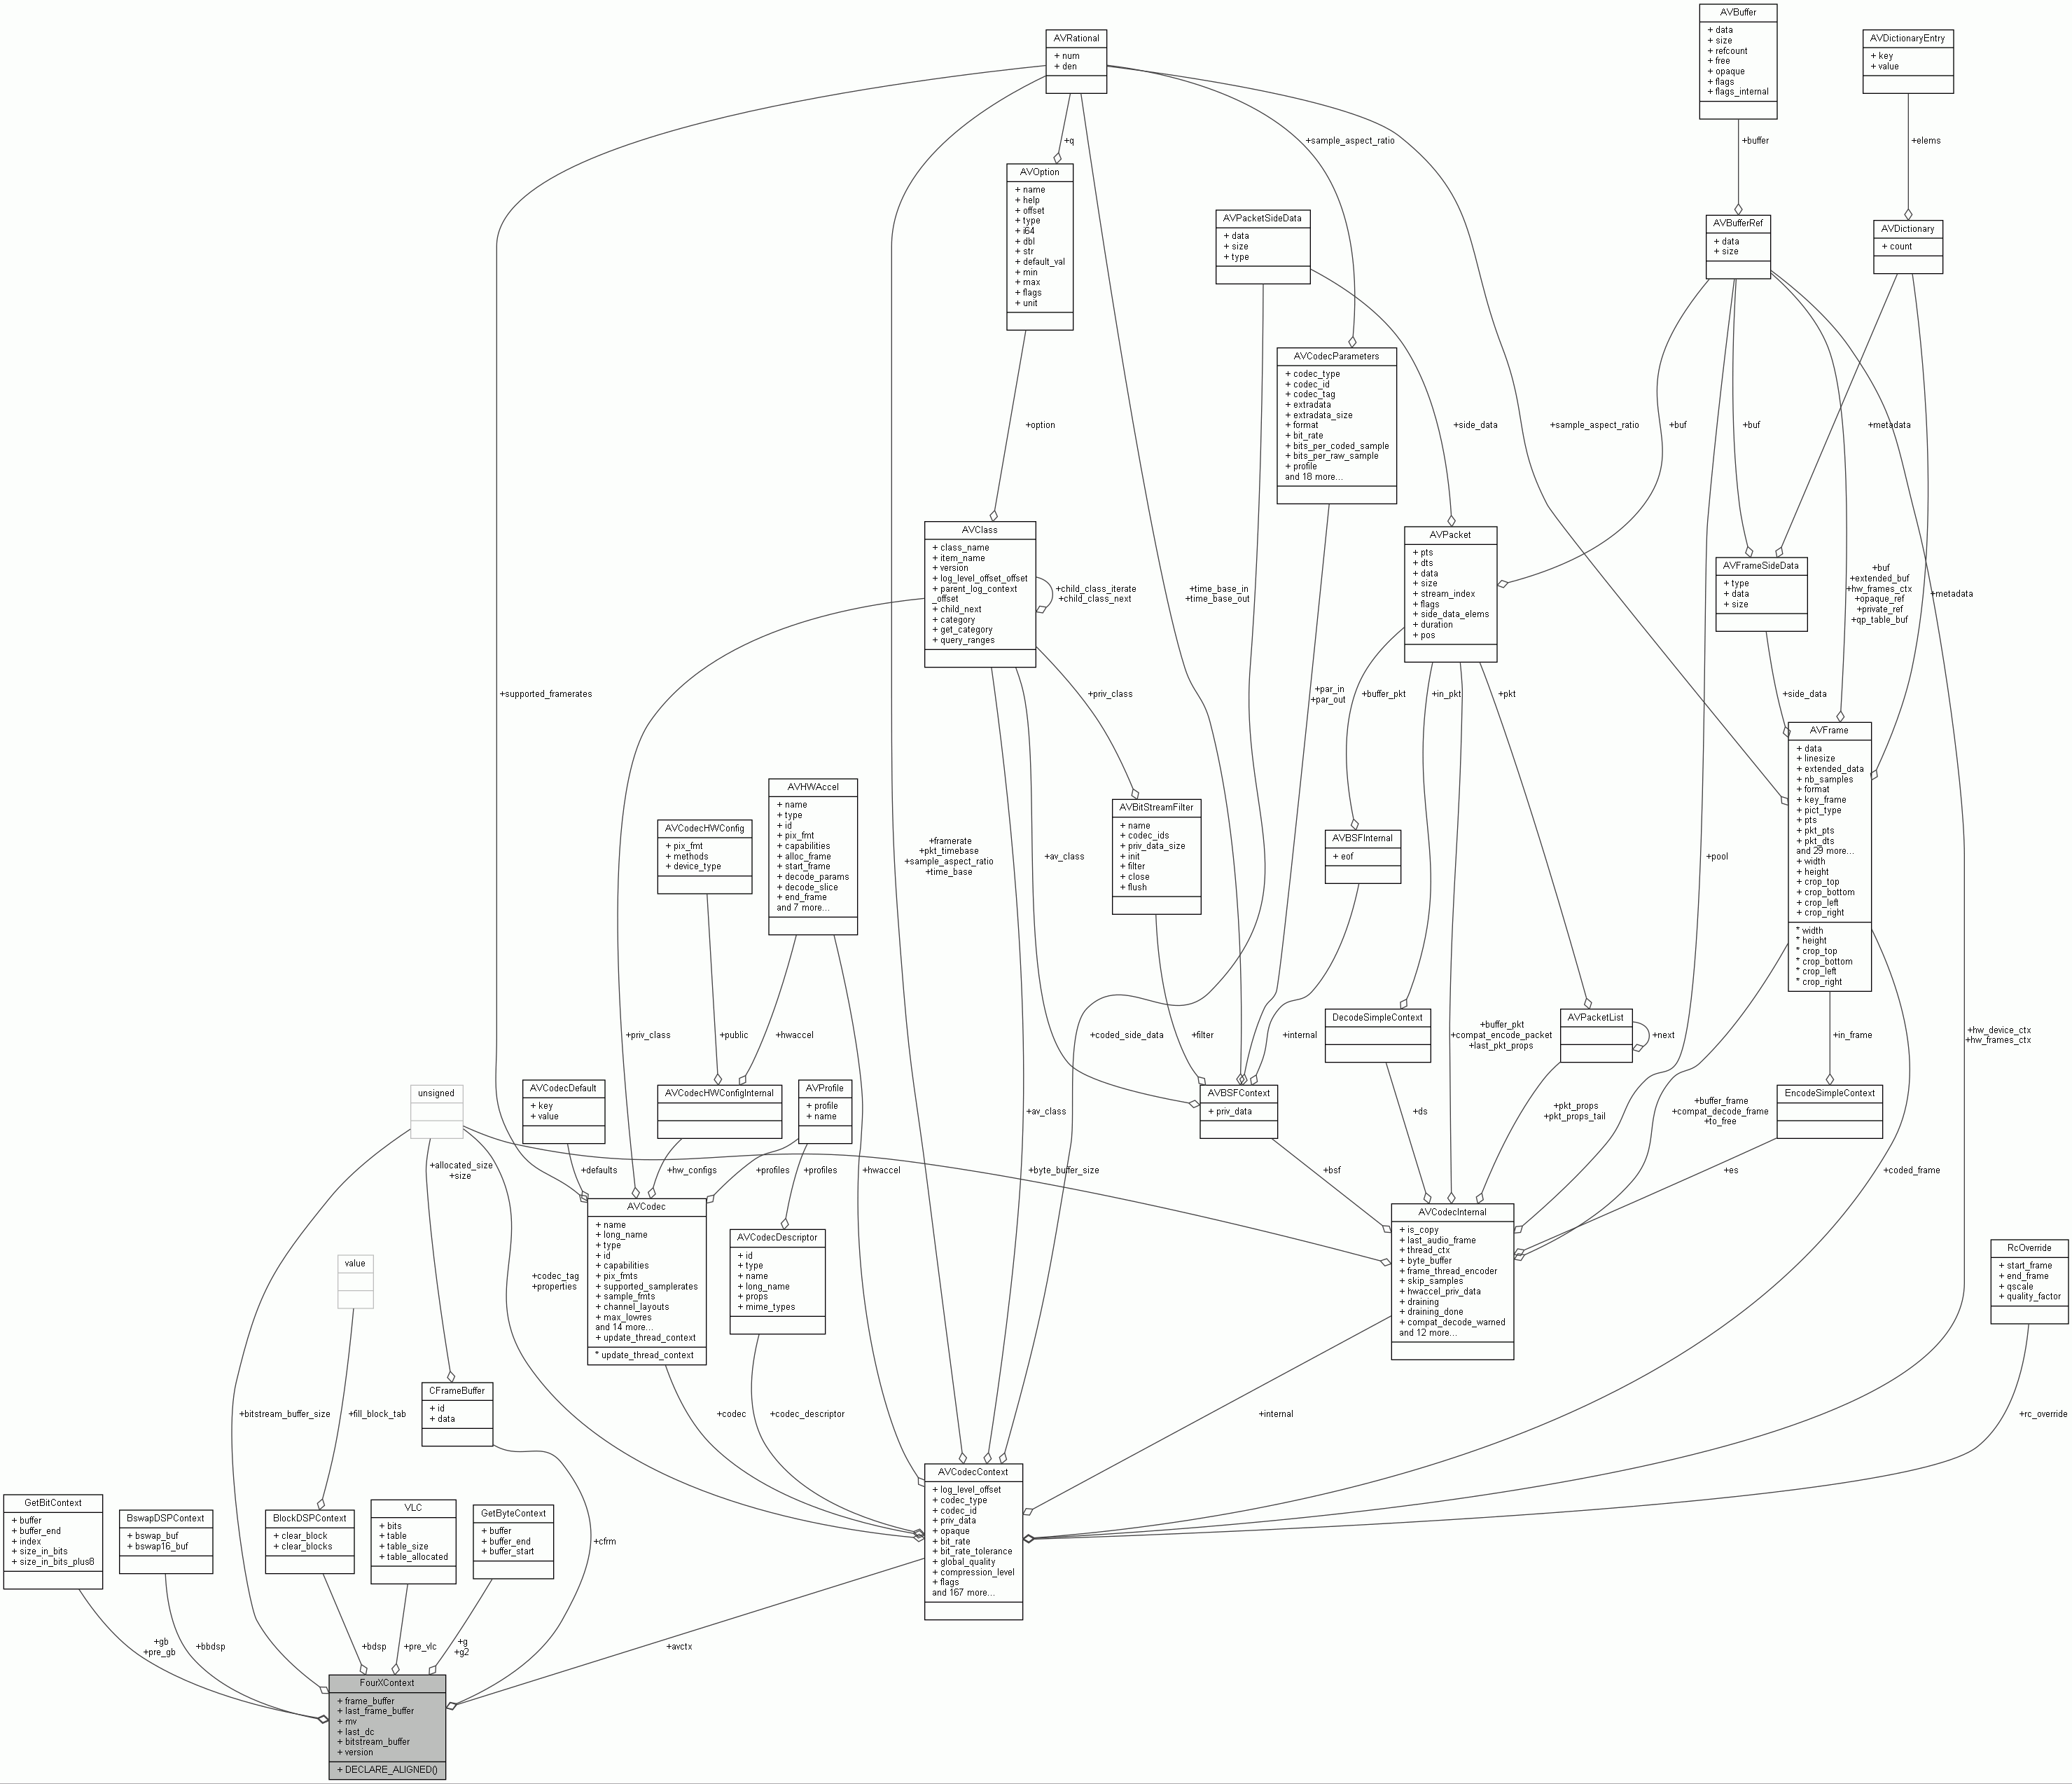 AVBuffer
+ data
+ size
+ refcount
+ free
+ opaque
+ flags
+ flags_internal
AVRational
+ num
+ den
AVDictionaryEntry
+ key
+ value
+q
+sample_aspect_ratio
+buffer
+elems
AVOption
+ name
+ help
+ offset
+ type
+ i64
+ dbl
+ str
+ default_val
+ min
+ max
+ flags
+ unit
AVPacketSideData
+ data
+ size
+ type
AVBufferRef
+ data
+ size
AVDictionary
+ count
AVCodecParameters
+ codec_type
+ codec_id
+ codec_tag
+ extradata
+ extradata_size
+ format
+ bit_rate
+ bits_per_coded_sample
+ bits_per_raw_sample
+ profile
and 18 more...
+option
+side_data
+sample_aspect_ratio
+buf
+buf
+metadata
AVClass
+ class_name
+ item_name
+ version
+ log_level_offset_offset
+ parent_log_context
_offset
+ child_next
+ category
+ get_category
+ query_ranges
+child_class_iterate
+child_class_next
+time_base_in
+time_base_out
AVPacket
+ pts
+ dts
+ data
+ size
+ stream_index
+ flags
+ side_data_elems
+ duration
+ pos
AVFrameSideData
+ type
+ data
+ size
+buf
+extended_buf
+hw_frames_ctx
+opaque_ref
+private_ref
+qp_table_buf
+metadata
+supported_framerates
+priv_class
+par_in
+par_out
+buffer_pkt
+in_pkt
+pkt
+side_data
AVFrame
+ data
+ linesize
+ extended_data
+ nb_samples
+ format
+ key_frame
+ pict_type
+ pts
+ pkt_pts
+ pkt_dts
and 29 more...
+ width
+ height
+ crop_top
+ crop_bottom
+ crop_left
+ crop_right
* width
* height
* crop_top
* crop_bottom
* crop_left
* crop_right
AVCodecHWConfig
+ pix_fmt
+ methods
+ device_type
AVHWAccel
+ name
+ type
+ id
+ pix_fmt
+ capabilities
+ alloc_frame
+ start_frame
+ decode_params
+ decode_slice
+ end_frame
and 7 more...
+framerate
+pkt_timebase
+sample_aspect_ratio
+time_base
+av_class
AVBitStreamFilter
+ name
+ codec_ids
+ priv_data_size
+ init
+ filter
+ close
+ flush
AVBSFInternal
+ eof
+pool
+priv_class
+public
+hwaccel
+coded_side_data
+filter
+internal
DecodeSimpleContext
+buffer_pkt
+compat_encode_packet
+last_pkt_props
AVPacketList
+next
+in_frame
+hw_device_ctx
+hw_frames_ctx
unsigned
AVCodecDefault
+ key
+ value
AVCodecHWConfigInternal
AVProfile
+ profile
+ name
+av_class
AVBSFContext
+ priv_data
+ds
+pkt_props
+pkt_props_tail
+buffer_frame
+compat_decode_frame
+to_free
EncodeSimpleContext
+allocated_size
+size
+defaults
+hw_configs
+profiles
+profiles
+hwaccel
+byte_buffer_size
+bsf
+es
+coded_frame
value
+codec_tag
+properties
AVCodec
+ name
+ long_name
+ type
+ id
+ capabilities
+ pix_fmts
+ supported_samplerates
+ sample_fmts
+ channel_layouts
+ max_lowres
and 14 more...
+ update_thread_context
* update_thread_context
AVCodecDescriptor
+ id
+ type
+ name
+ long_name
+ props
+ mime_types
AVCodecInternal
+ is_copy
+ last_audio_frame
+ thread_ctx
+ byte_buffer
+ frame_thread_encoder
+ skip_samples
+ hwaccel_priv_data
+ draining
+ draining_done
+ compat_decode_warned
and 12 more...
RcOverride
+ start_frame
+ end_frame
+ qscale
+ quality_factor
+bitstream_buffer_size
+fill_block_tab
CFrameBuffer
+ id
+ data
+codec
+codec_descriptor
+internal
+rc_override
GetBitContext
+ buffer
+ buffer_end
+ index
+ size_in_bits
+ size_in_bits_plus8
BswapDSPContext
+ bswap_buf
+ bswap16_buf
BlockDSPContext
+ clear_block
+ clear_blocks
VLC
+ bits
+ table
+ table_size
+ table_allocated
GetByteContext
+ buffer
+ buffer_end
+ buffer_start
+cfrm
AVCodecContext
+ log_level_offset
+ codec_type
+ codec_id
+ priv_data
+ opaque
+ bit_rate
+ bit_rate_tolerance
+ global_quality
+ compression_level
+ flags
and 167 more...
+gb
+pre_gb
+bbdsp
+bdsp
+pre_vlc
+g
+g2
+avctx
FourXContext
+ frame_buffer
+ last_frame_buffer
+ mv
+ last_dc
+ bitstream_buffer
+ version
+ DECLARE_ALIGNED()